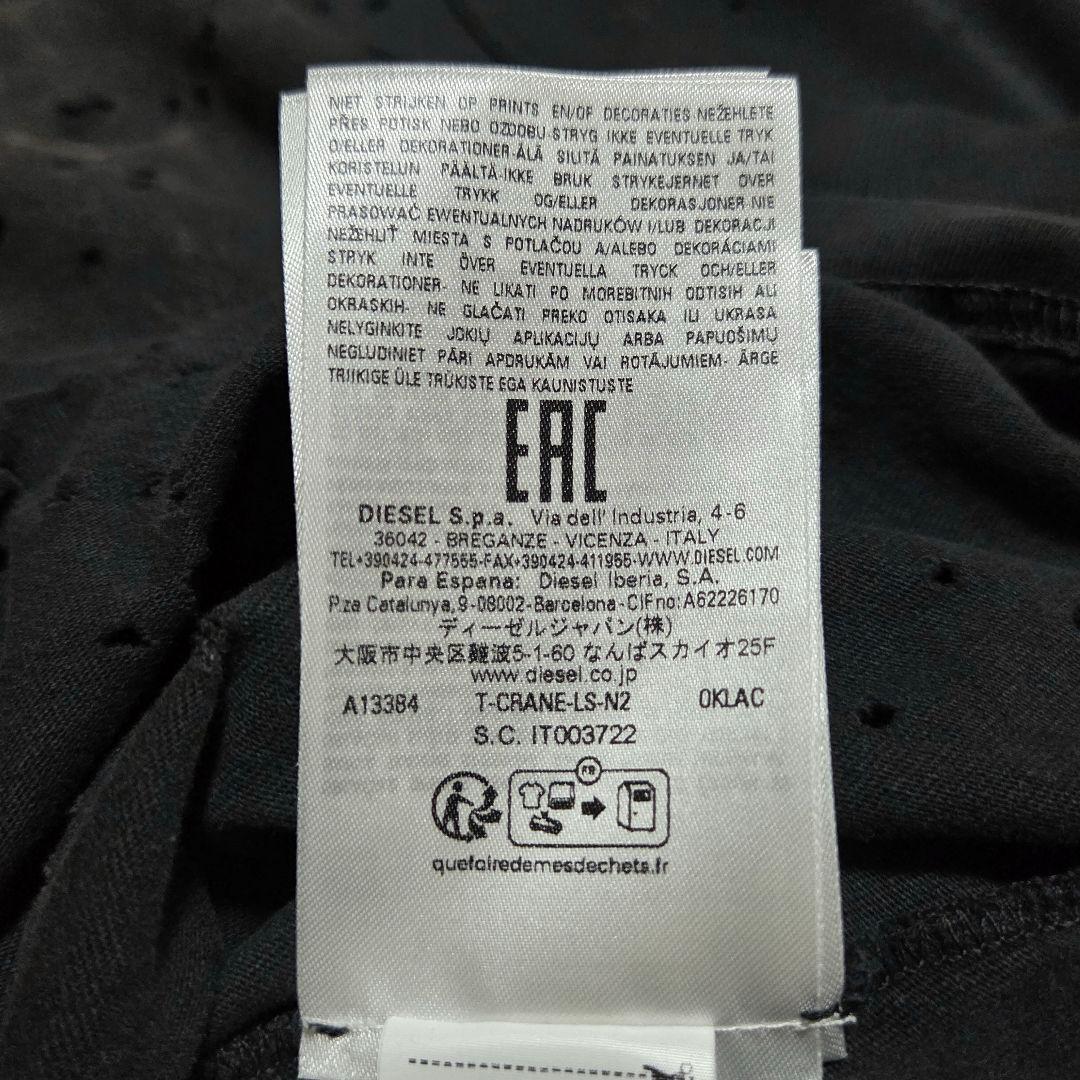 NIET STRIJKEN OP PRINTS EN/OF DECORATIES NEŽEHLETE
PŘES POTISK NEBO OZDOBU-STRYG IKKE EVENTUELLE TRYK
O/ELLER DEKORATIONER-ÄLÄ SILITÄ PAINATUKSEN JA/TAI
KORISTELUN PÄÄLTÄ-IKKE BRUK STRYKEJERNET OVER
EVENTUELLE TRYKK OG/ELLER DEKORASJONER-NIE
PRASOWAĆ EWENTUALNYCH NADRUKÓW I/LUB DEKORACJI
NEŽEHLIŤ MIESTA S POTLAČOU A/ALEBO DEKORÁCIAMI
STRYK INTE ÖVER EVENTUELLA TRYCK OCH/ELLER
DEKORATIONER- NE LIKATI PO MOREBITNIH ODTISIH ALI
OKRASKIH- NE GLAČATI PREKO OTISAKA ILI UKRASA
NELYGINKITE JOKIŲ APLIKACIJŲ ARBA PAPUOŠIMŲ
NEGLUDINIET PĀRI APDRUKĀM VAI ROTĀJUMIEM- ÄRGE
TRIIKIGE ÜLE TRÜKISTE EGA KAUNISTUSTE
EAC
DIESEL S.p.a. Via dell' Industria, 4-6
36042 - BREGANZE - VICENZA - ITALY
TEL+390424-477555-FAX+390424-411955-WWW.DIESEL.COM
Para Espana: Diesel Iberia, S.A.
P.za Catalunya,9-08002-Barcelona-CIF no:A62226170
ディーゼルジャパン(株)
大阪市中央区難波5-1-60 なんばスカイオ25F
www.diesel.co.jp
A13384 T-CRANE-LS-N2 0KLAC
S.C. IT003722
FR
quefairedemesdechets.fr